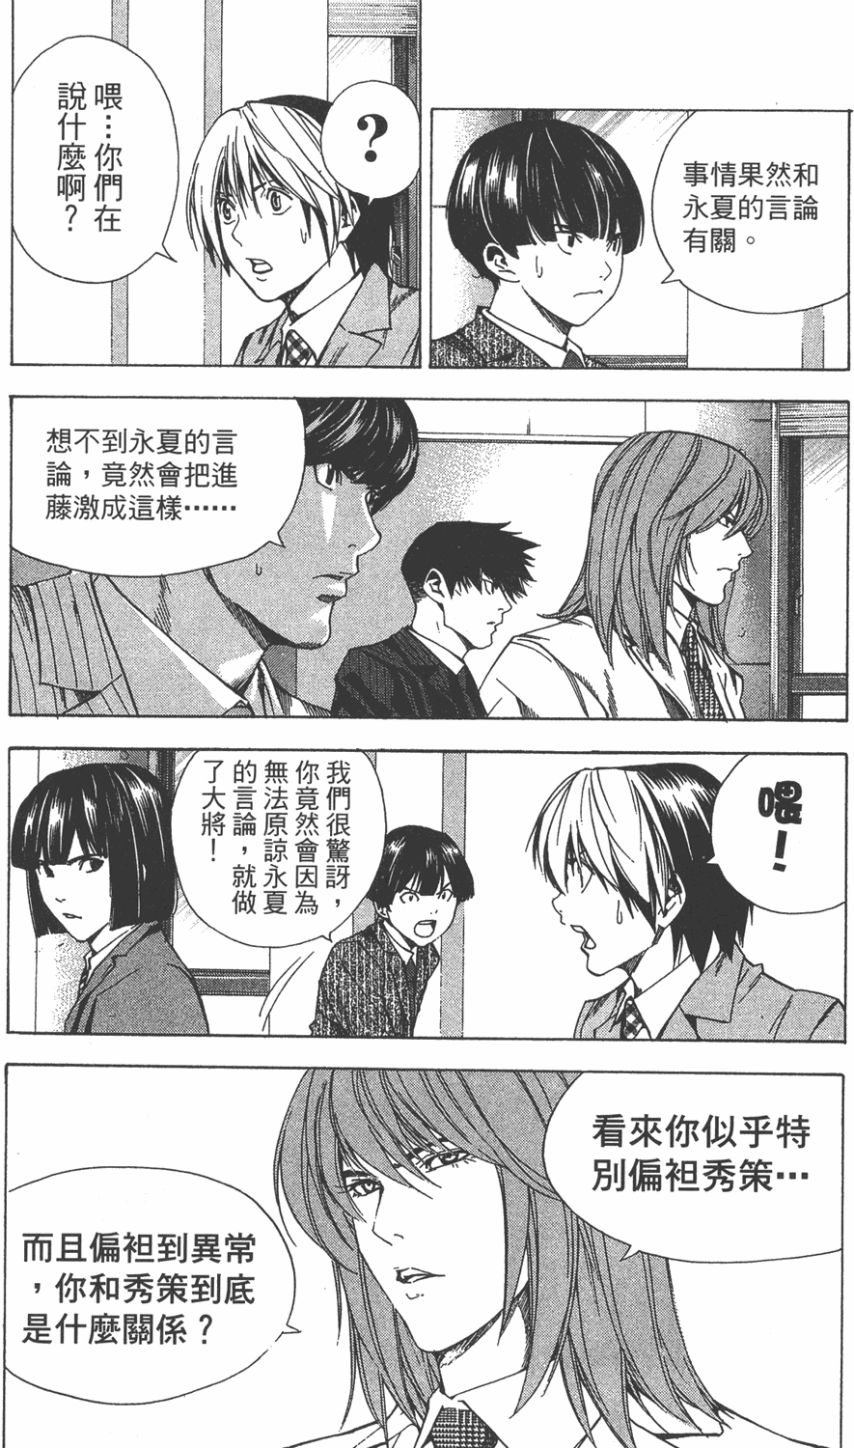 事情果然和
永夏的言論
有關。
?
喂…你們在
說什麼啊?
想不到永夏的言
論,竟然會把進
藤激成這樣……
喂!
我們很驚訝,
你竟然會因為
無法原諒永夏
的言論,就做
了大將!
看來你似乎特
別偏袒秀策…
而且偏袒到異常
,你和秀策到底
是什麼關係?